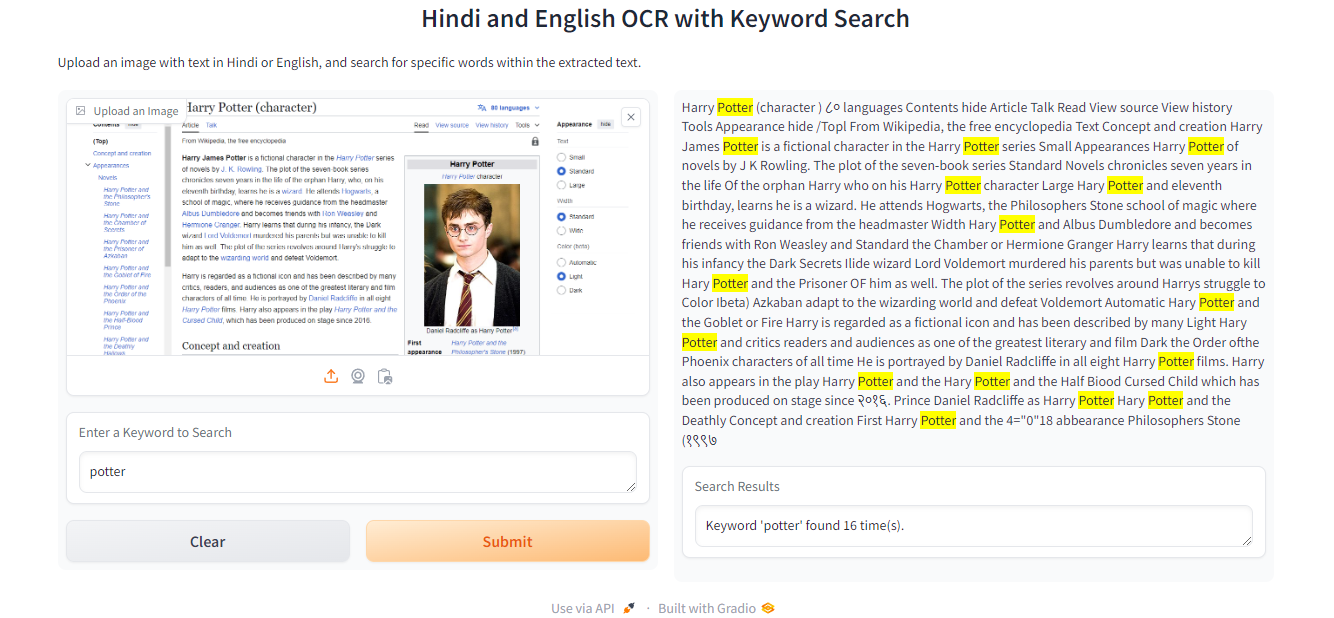 Hindi and English OCR with Keyword Search
Upload an image with text in Hindi or English, and search for specific words within the extracted text.
Upload an Image
Harry Potter (character)
80 languages
Contents hide
Article Talk
Read View source View history Tools
Appearance hide
(Top)
Concept and creation
Appearances
Novels
Harry Potter and
the Philosopher's
Stone
Harry Potter and
the Chamber of
Secrets
Harry Potter and
the Prisoner of
Azkaban
Harry Potter and
the Goblet of Fire
Harry Potter and
the Order of the
Phoenix
Harry Potter and
the Half-Blood
Prince
Harry Potter and
the Deathly
Hallows
From Wikipedia, the free encyclopedia
Harry James Potter is a fictional character in the Harry Potter series
of novels by J. K. Rowling. The plot of the seven-book series
chronicles seven years in the life of the orphan Harry, who, on his
eleventh birthday, learns he is a wizard. He attends Hogwarts, a
school of magic, where he receives guidance from the headmaster
Albus Dumbledore and becomes friends with Ron Weasley and
Hermione Granger. Harry learns that during his infancy, the Dark
wizard Lord Voldemort murdered his parents but was unable to kill
him as well. The plot of the series revolves around Harry's struggle to
adapt to the wizarding world and defeat Voldemort.
Harry is regarded as a fictional icon and has been described by many
critics, readers, and audiences as one of the greatest literary and film
characters of all time. He is portrayed by Daniel Radcliffe in all eight
Harry Potter films. Harry also appears in the play Harry Potter and the
Cursed Child, which has been produced on stage since 2016.
Concept and creation
Harry Potter
Harry Potter character
Daniel Radcliffe as Harry Potter
First
appearance
Harry Potter and the
Philosopher's Stone (1997)
Text
Small
Standard
Large
Width
Standard
Wide
Color (beta)
Automatic
Light
Dark
Enter a Keyword to Search
potter
Clear
Submit
Harry Potter (character ) ८० languages Contents hide Article Talk Read View source View history
Tools Appearance hide /Topl From Wikipedia, the free encyclopedia Text Concept and creation Harry
James Potter is a fictional character in the Harry Potter series Small Appearances Harry Potter of
novels by J K Rowling. The plot of the seven-book series Standard Novels chronicles seven years in
the life Of the orphan Harry who on his Harry Potter character Large Hary Potter and eleventh
birthday, learns he is a wizard. He attends Hogwarts, the Philosophers Stone school of magic where
he receives guidance from the headmaster Width Hary Potter and Albus Dumbledore and becomes
friends with Ron Weasley and Standard the Chamber or Hermione Granger Harry learns that during
his infancy the Dark Secrets Ilide wizard Lord Voldemort murdered his parents but was unable to kill
Hary Potter and the Prisoner OF him as well. The plot of the series revolves around Harrys struggle to
Color Ibeta) Azkaban adapt to the wizarding world and defeat Voldemort Automatic Hary Potter and
the Goblet or Fire Harry is regarded as a fictional icon and has been described by many Light Hary
Potter and critics readers and audiences as one of the greatest literary and film Dark the Order ofthe
Phoenix characters of all time He is portrayed by Daniel Radcliffe in all eight Harry Potter films. Harry
also appears in the play Harry Potter and the Hary Potter and the Half Biood Cursed Child which has
been produced on stage since २०१६. Prince Daniel Radcliffe as Harry Potter Hary Potter and the
Deathly Concept and creation First Harry Potter and the 4="0"18 abbearance Philosophers Stone
(१९९७
Search Results
Keyword 'potter' found 16 time(s).
Use via API · Built with Gradio